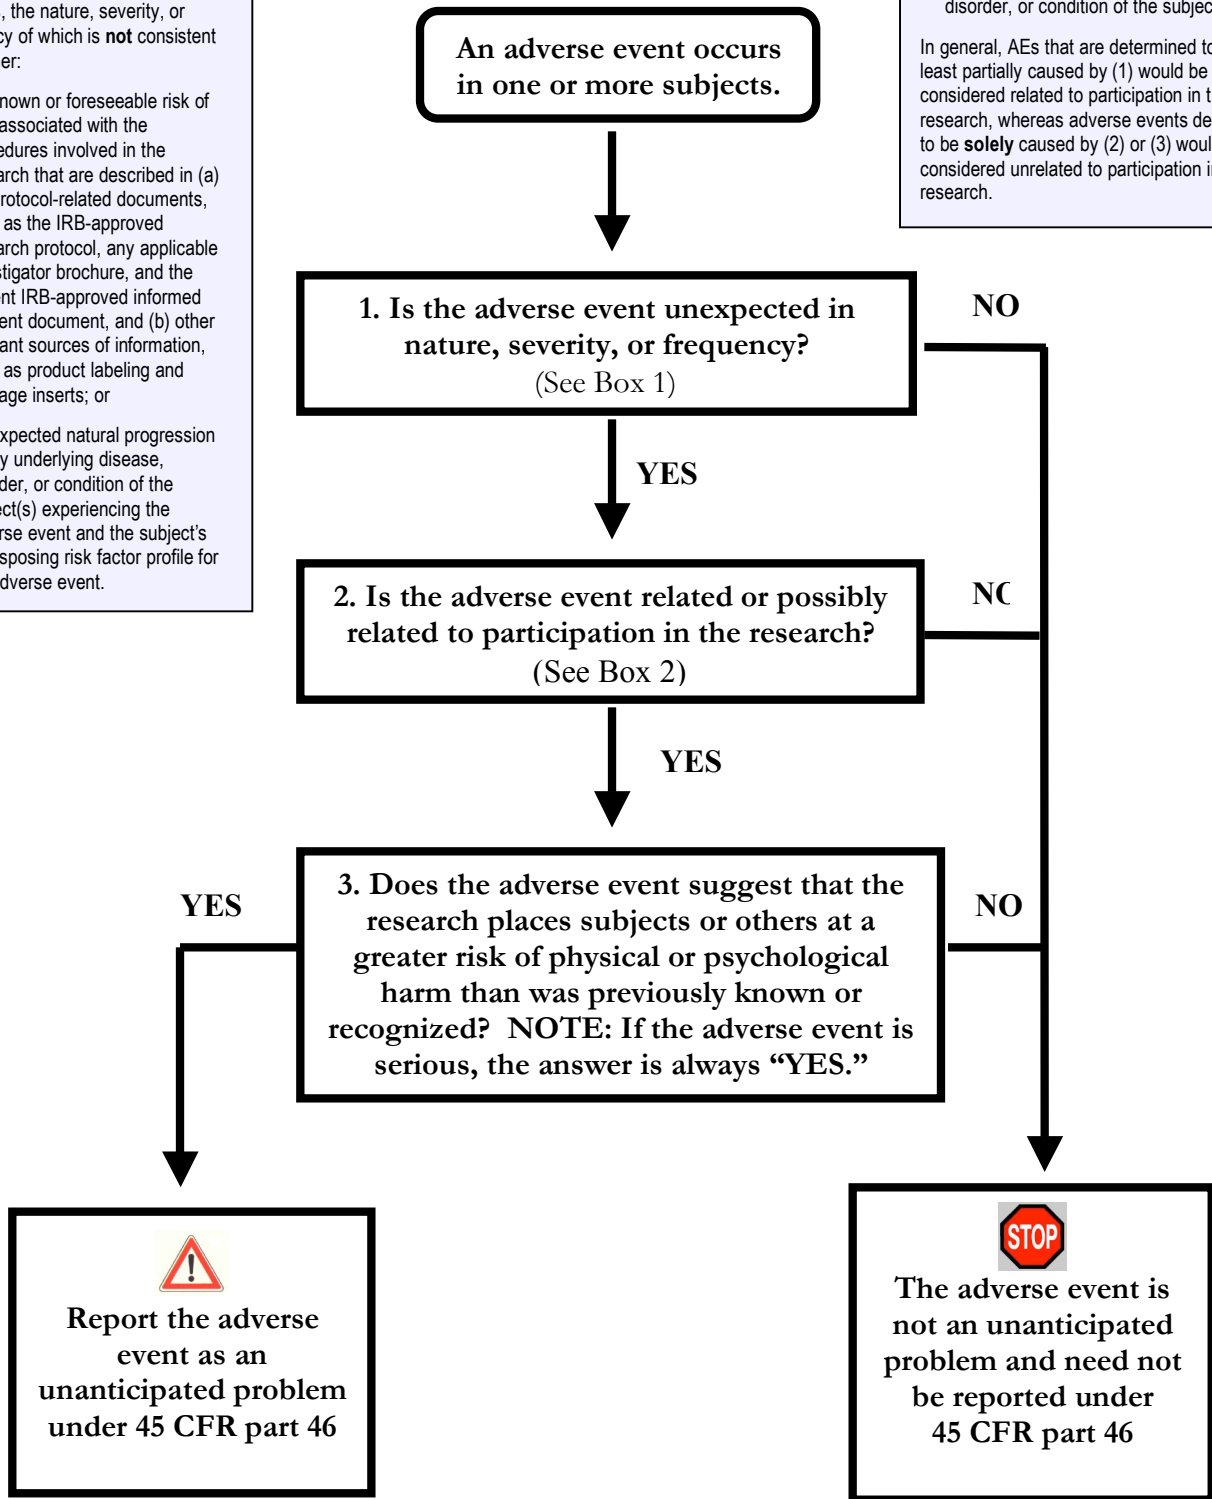 , the nature, severity, or
cy of which is not consistent
er:
nown or foreseeable risk of
associated with the
edures involved in the
arch that are described in (a)
rotocol-related documents,
as the IRB-approved
arch protocol, any applicable
stigator brochure, and the
ent IRB-approved informed
ent document, and (b) other
ant sources of information,
as product labeling and
age inserts; or
xpected natural progression
y underlying disease,
der, or condition of the
ect(s) experiencing the
rse event and the subject's
isposing risk factor profile for
adverse event.
An adverse event occurs
in one or more subjects.
disorder, or condition of the subjec
In general, AEs that are determined to
least partially caused by (1) would be
considered related to participation in t
research, whereas adverse events de
to be solely caused by (2) or (3) woul
considered unrelated to participation i
research.
1. Is the adverse event unexpected in
nature, severity, or frequency?
(See Box 1)
NO
YES
2. Is the adverse event related or possibly
related to participation in the research?
(See Box 2)
NO
YES
3. Does the adverse event suggest that the
research places subjects or others at a
greater risk of physical or psychological
harm than was previously known or
recognized? NOTE: If the adverse event is
serious, the answer is always “YES.”
YES
NO
Report the adverse
event as an
unanticipated problem
under 45 CFR part 46
STOP
The adverse event is
not an unanticipated
problem and need not
be reported under
45 CFR part 46